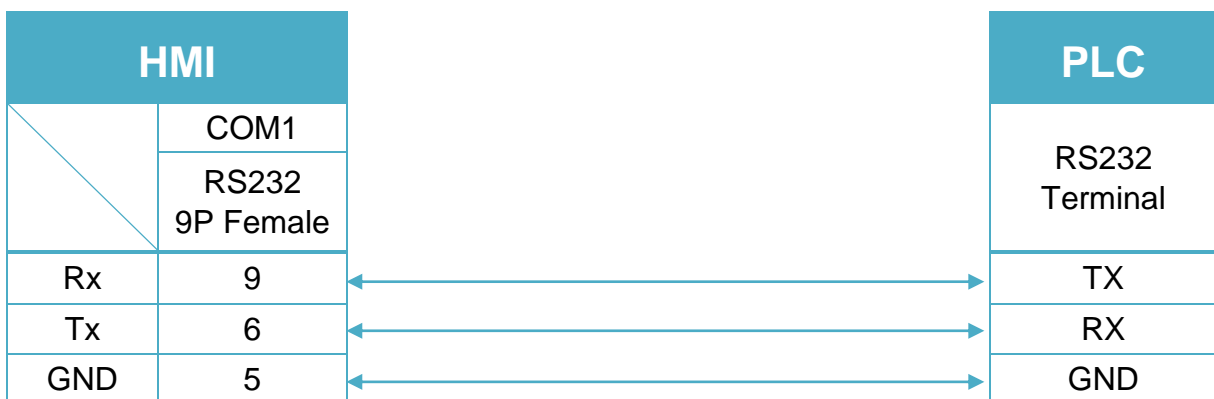 HMI PLC
COM1
RS232
9P Female
RS232
Terminal
Rx 9 TX
Tx 6 RX
GND 5 GND